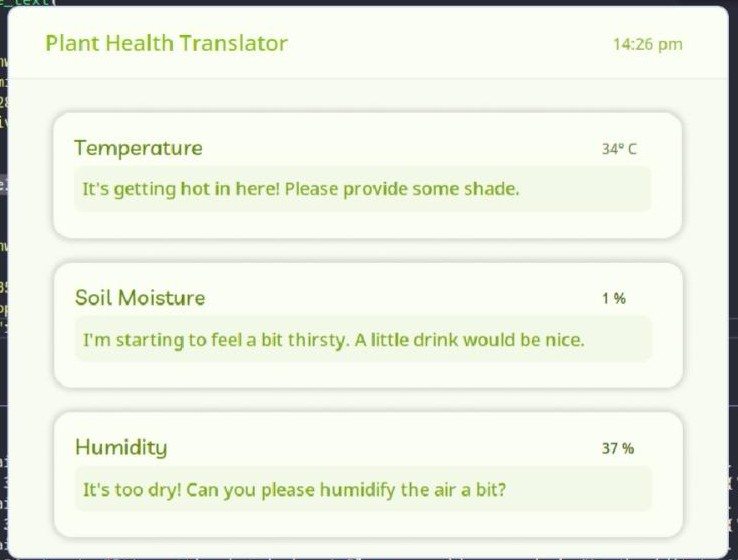 Plant Health Translator
14:26 pm
Temperature
34° C
It's getting hot in here! Please provide some shade.
Soil Moisture
1 %
I'm starting to feel a bit thirsty. A little drink would be nice.
Humidity
37 %
It's too dry! Can you please humidify the air a bit?